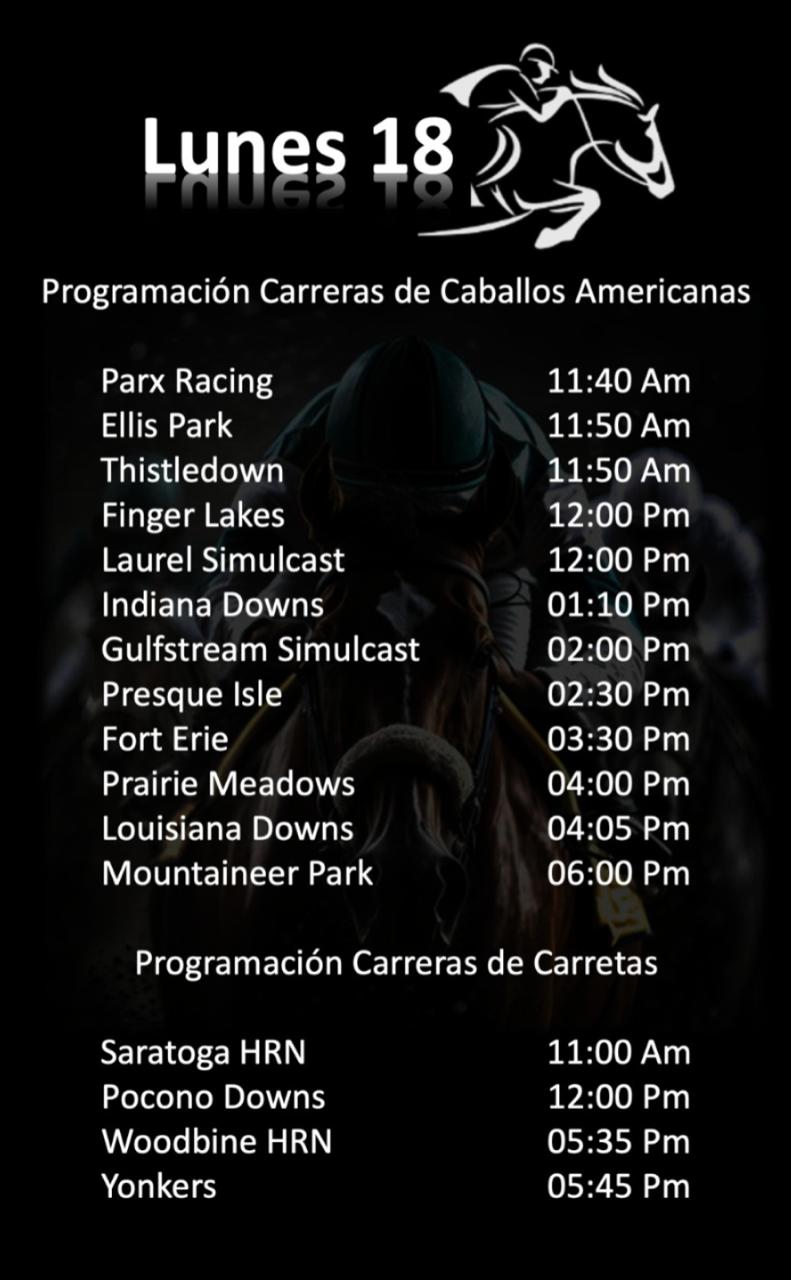 Lunes 18
Programación Carreras de Caballos Americanas
Parx Racing 11:40 Am
Ellis Park 11:50 Am
Thistledown 11:50 Am
Finger Lakes 12:00 Pm
Laurel Simulcast 12:00 Pm
Indiana Downs 01:10 Pm
Gulfstream Simulcast 02:00 Pm
Presque Isle 02:30 Pm
Fort Erie 03:30 Pm
Prairie Meadows 04:00 Pm
Louisiana Downs 04:05 Pm
Mountaineer Park 06:00 Pm
Programación Carreras de Carretas
Saratoga HRN 11:00 Am
Pocono Downs 12:00 Pm
Woodbine HRN 05:35 Pm
Yonkers 05:45 Pm